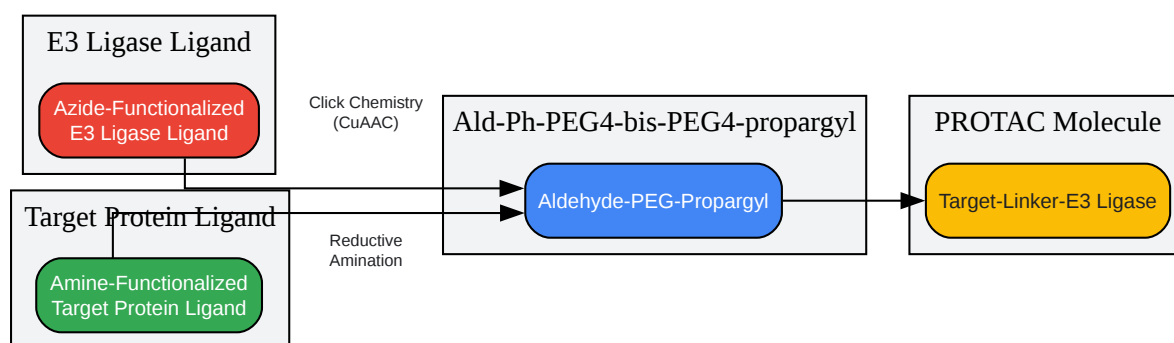 E3 Ligase Ligand
Azide-Functionalized
E3 Ligase Ligand
Click Chemistry
(CuAAC)
Target Protein Ligand
Amine-Functionalized
Target Protein Ligand
Reductive
Amination
Ald-Ph-PEG4-bis-PEG4-propargyl
Aldehyde-PEG-Propargyl
PROTAC Molecule
Target-Linker-E3 Ligase